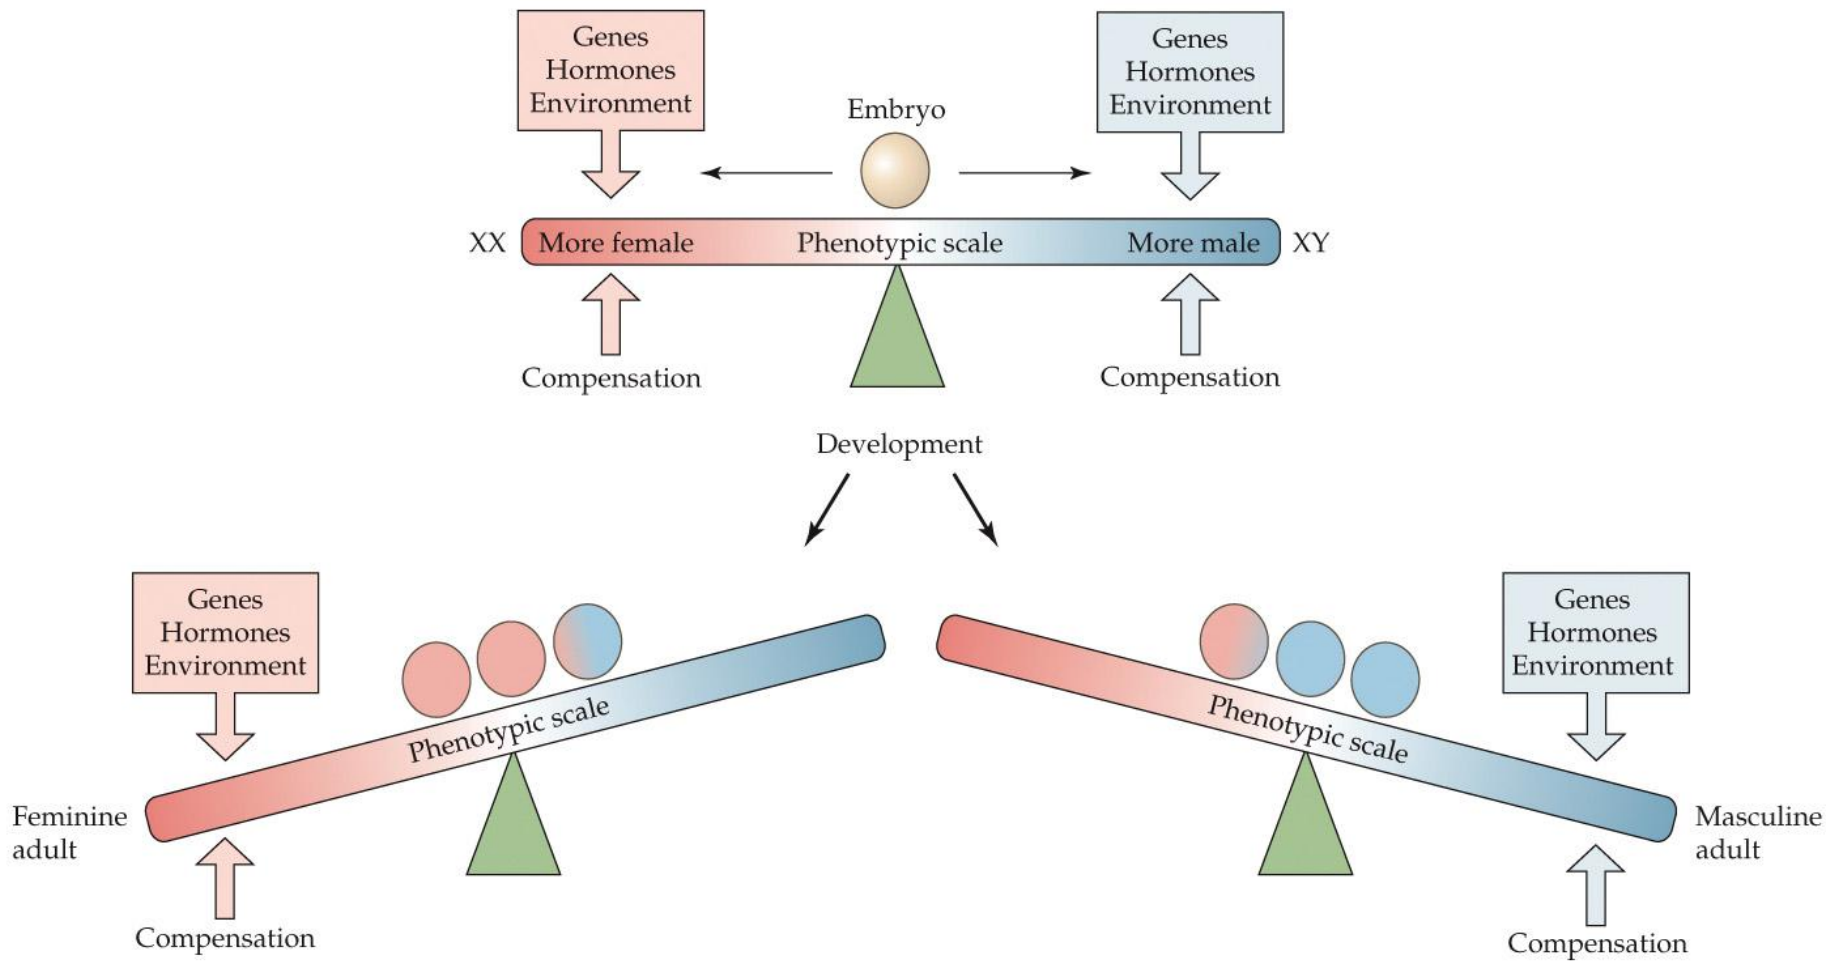 Genes
Hormones
Environment
Genes
Hormones
Environment
Embryo
XX
More female
Phenotypic scale
More male
XY
Compensation
Compensation
Development
Genes
Hormones
Environment
Genes
Hormones
Environment
Phenotypic scale
Phenotypic scale
Feminine
adult
Masculine
adult
Compensation
Compensation